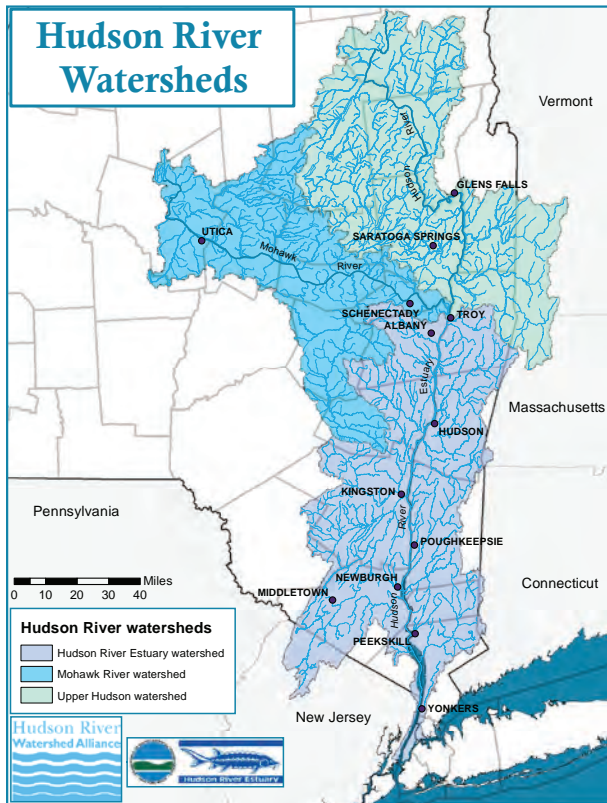 Hudson River
Watersheds
Vermont
Hudson
River
GLENS FALLS
UTICA
SARATOGA SPRINGS
Mohawk
River
SCHENECTADY
ALBANY
TROY
Estuary
Massachusetts
HUDSON
KINGSTON
Pennsylvania
River
POUGHKEEPSIE
Miles
0 10 20 30 40
NEWBURGH
Connecticut
MIDDLETOWN
Hudson
PEEKSKILL
Hudson River watersheds
Hudson River Estuary watershed
Mohawk River watershed
Upper Hudson watershed
YONKERS
New Jersey
Hudson River
Watershed Alliance
Hudson River Estuary